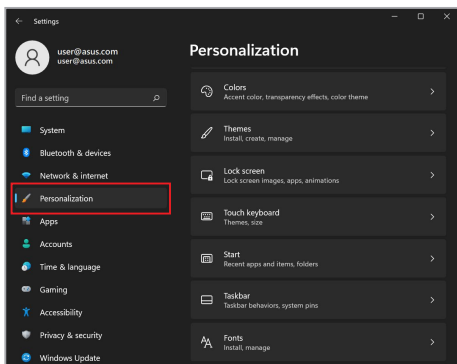 Settings
user@asus.com
user@asus.com
Find a setting
System
Bluetooth & devices
Network & internet
Personalization
Apps
Accounts
Time & language
Gaming
Accessibility
Privacy & security
Windows Update
Personalization
Colors
Accent color, transparency effects, color theme
Themes
Install, create, manage
Lock screen
Lock screen images, apps, animations
Touch keyboard
Themes, size
Start
Recent apps and items, folders
Taskbar
Taskbar behaviors, system pins
Fonts
Install, manage